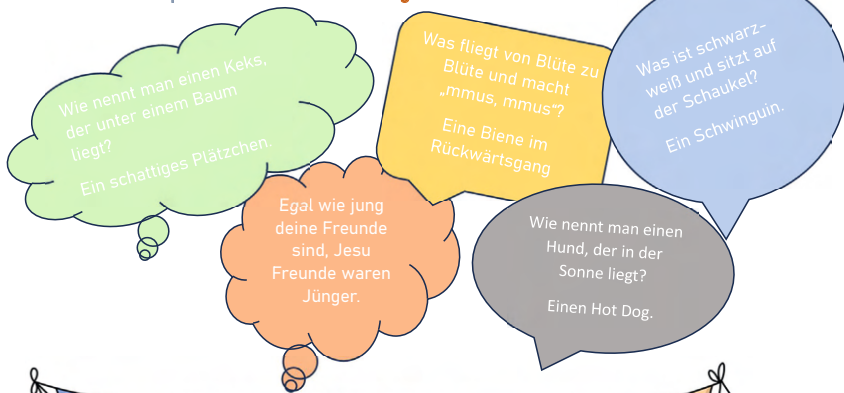 Wie nennt man einen Keks,
der unter einem Baum
liegt?
Ein schattiges Plätzchen.
Was fliegt von Blüte zu
Blüte und macht
„mmus, mmus“?
Eine Biene im
Rückwärtsgang
Was ist schwarz-
weiß und sitzt auf
der Schaukel?
Ein Schwinguin.
Egal wie jung
deine Freunde
sind, Jesu
Freunde waren
Jünger.
Wie nennt man einen
Hund, der in der
Sonne liegt?
Einen Hot Dog.